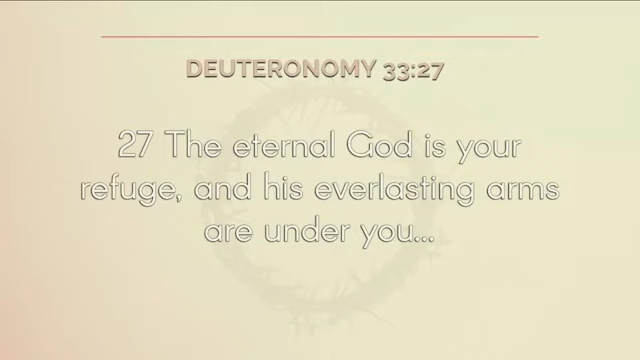 DEUTERONOMY 33:27
27 The eternal God is your
refuge, and his everlasting arms
are under you...